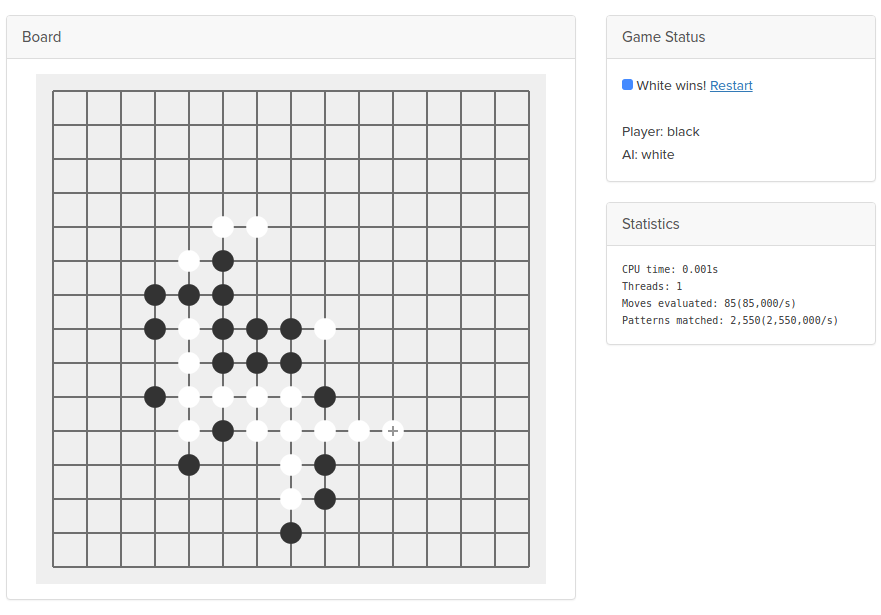 Board
Game Status
White wins! Restart
Player: black
AI: white
Statistics
CPU time: 0.001s
Threads: 1
Moves evaluated: 85(85,000/s)
Patterns matched: 2,550(2,550,000/s)